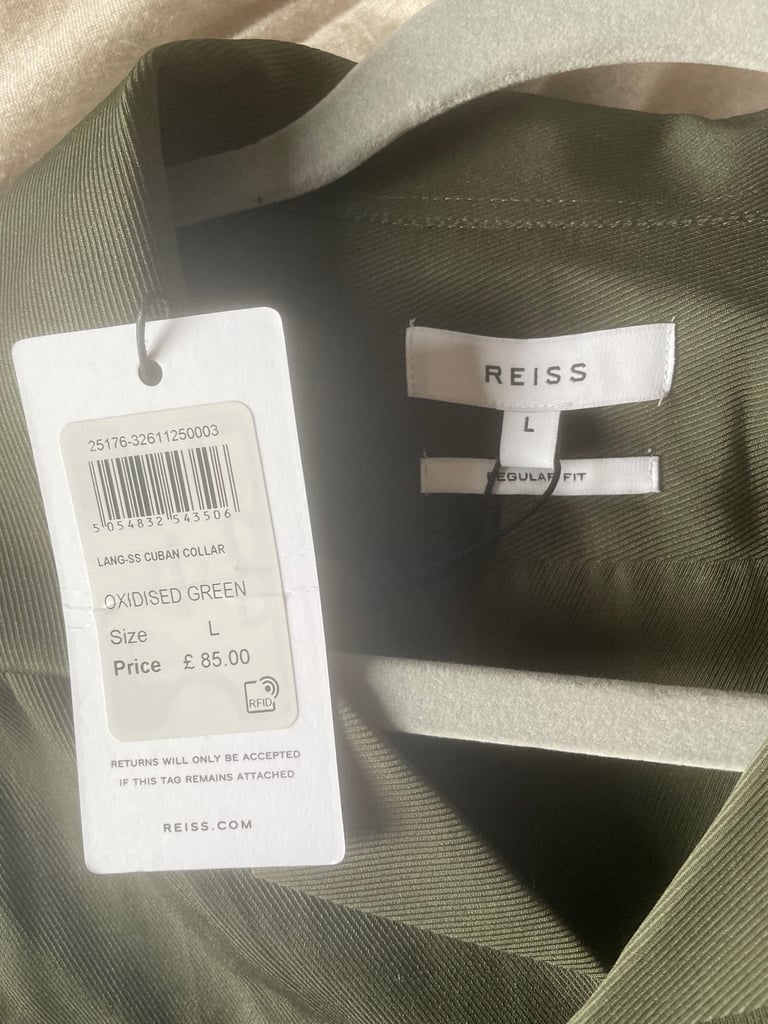 25176-32611250003
5 054832 543506
LANG-SS CUBAN COLLAR
OXIDISED GREEN
Size L
Price £ 85.00
RFID
RETURNS WILL ONLY BE ACCEPTED
IF THIS TAG REMAINS ATTACHED
REISS.COM
REISS
L
REGULAR FIT